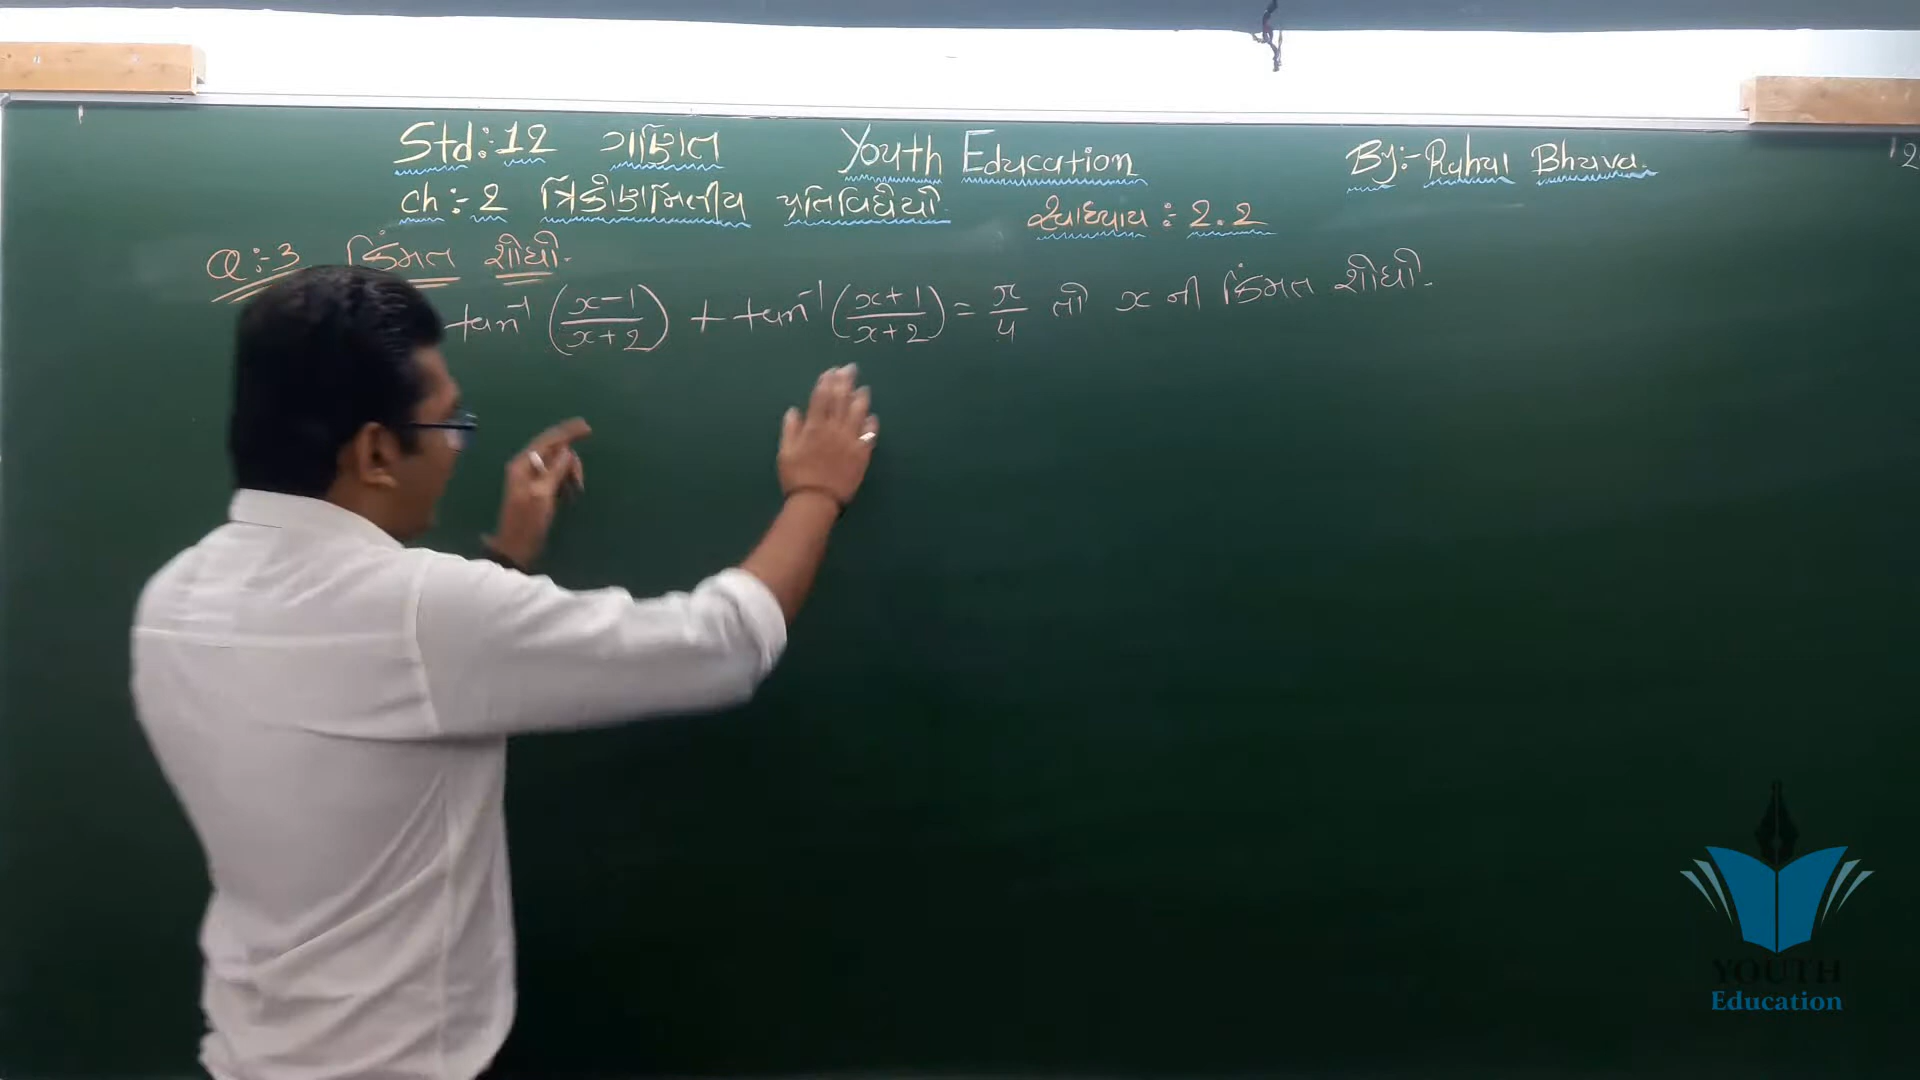 Std:-12 ગણિત Youth Education By:- Rahul Bhuva.
Ch:- 2 ત્રિકોણમિતીય પ્રતિવિધેયો સ્વાધ્યાય : 2.2
Q:-3 કિંમત શોધો.
tan⁻¹ (x-1/x+2) + tan⁻¹ (x+1/x+2) = π/4 તો x ની કિંમત શોધો.
YOUTH
Education